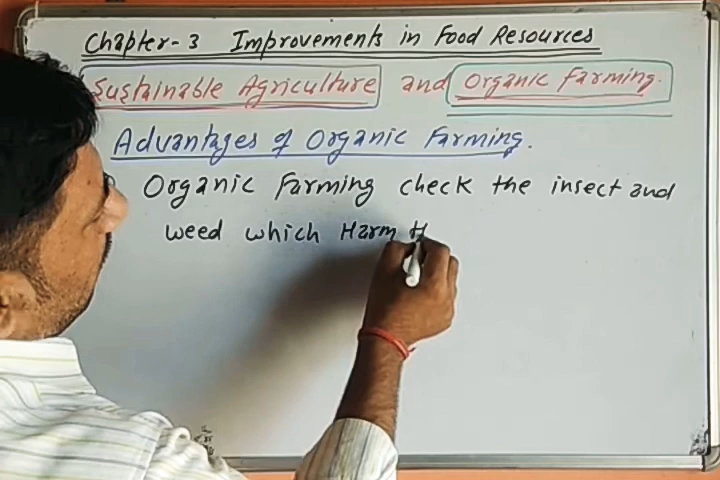 Chapter-3 Improvements in Food Resources
Sustainable Agriculture and Organic Farming.
Advantages of Organic Farming.
Organic Farming check the insect and
weed which Harm